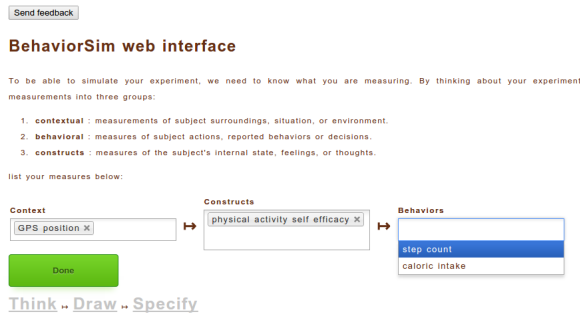 Send feedback
BehaviorSim web interface
To be able to simulate your experiment, we need to know what you are measuring. By thinking about your experiment
measurements into three groups:
1. contextual : measurements of subject surroundings, situation, or environment.
2. behavioral : measures of subject actions, reported behaviors or decisions.
3. constructs : measures of the subject's internal state, feelings, or thoughts.
list your measures below:
Context
GPS position ×
↦
Constructs
physical activity self efficacy ×
↦
Behaviors
step count
caloric intake
Done
Think ↦ Draw ↦ Specify